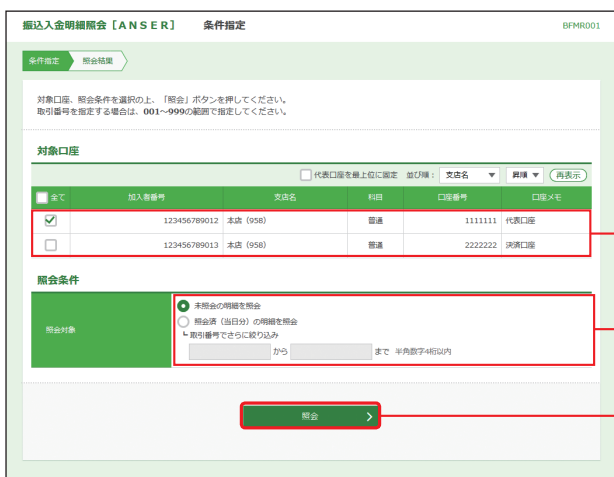 振込入金明細照会［ＡＮＳＥＲ］ 条件指定 BFMR001
条件指定 照会結果
対象口座、照会条件を選択の上、「照会」ボタンを押してください。
取引番号を指定する場合は、001～999の範囲で指定してください。
対象口座
代表口座を最上位に固定 並び順： 支店名 昇順 再表示
全て 加入者番号 支店名 科目 口座番号 口座メモ
123456789012 本店（958） 普通 1111111 代表口座
123456789013 本店（958） 普通 2222222 決済口座
照会条件
照会対象
未照会の明細を照会
照会済（当日分）の明細を照会
取引番号でさらに絞り込み
から まで 半角数字4桁以内
照会